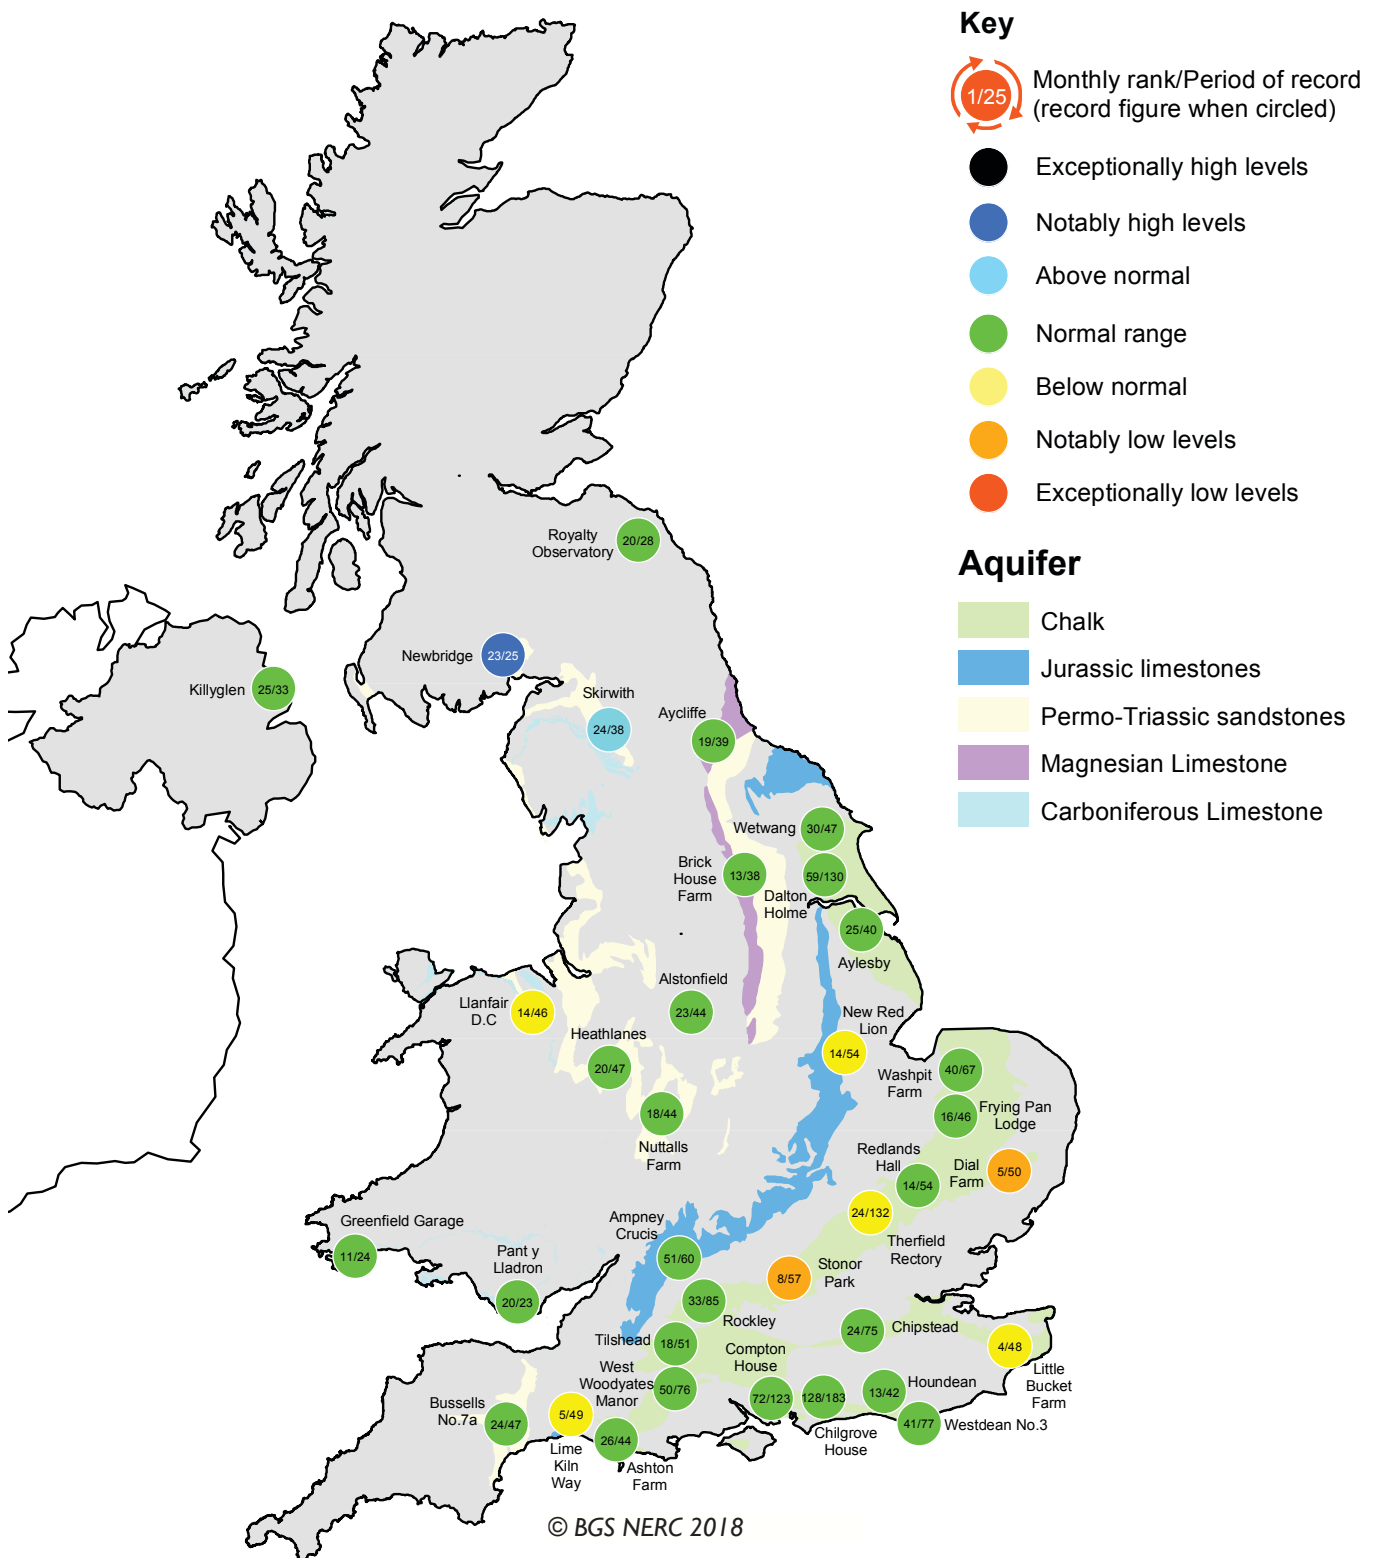 Key
1/25
Monthly rank/Period of record
(record figure when circled)
Exceptionally high levels
Notably high levels
Above normal
Normal range
Below normal
Notably low levels
Exceptionally low levels
Aquifer
Chalk
Jurassic limestones
Permo-Triassic sandstones
Magnesian Limestone
Carboniferous Limestone
Royalty
Observatory
20/28
Newbridge
23/25
Killyglen
25/33
Skirwith
24/38
Aycliffe
19/39
Wetwang
30/47
Brick
House
Farm
13/38
Dalton
Holme
59/130
25/40
Aylesby
Llanfair
D.C
14/46
Alstonfield
23/44
New Red
Lion
14/54
Heathlanes
20/47
Washpit
Farm
40/67
18/44
Nuttalls
Farm
16/46
Frying Pan
Lodge
Redlands
Hall
14/54
Dial
Farm
5/50
24/132
Therfield
Rectory
Greenfield Garage
11/24
Pant y
Lladron
20/23
Ampney
Crucis
51/60
8/57
Stonor
Park
33/85
Rockley
Tilshead
18/51
24/75
Chipstead
4/48
Little
Bucket
Farm
Compton
House
72/123
West
Woodyates
Manor
50/76
128/183
Chilgrove
House
13/42
Houndean
41/77
Westdean No.3
Bussells
No.7a
24/47
5/49
Lime
Kiln
Way
26/44
Ashton
Farm
© BGS NERC 2018